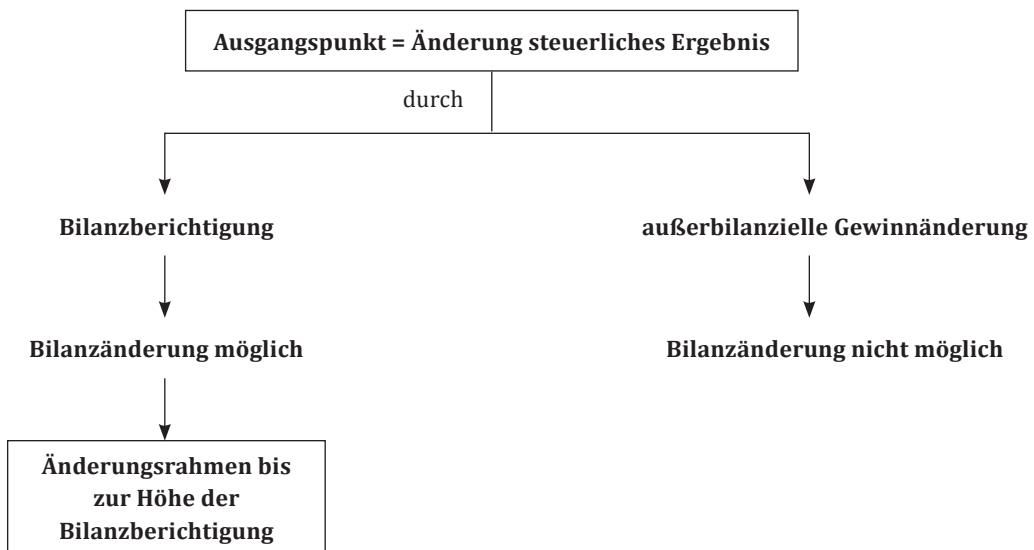 Ausgangspunkt = Änderung steuerliches Ergebnis
durch
Bilanzberichtigung
außerbilanzielle Gewinnänderung
Bilanzänderung möglich
Bilanzänderung nicht möglich
Änderungsrahmen bis
zur Höhe der
Bilanzberichtigung